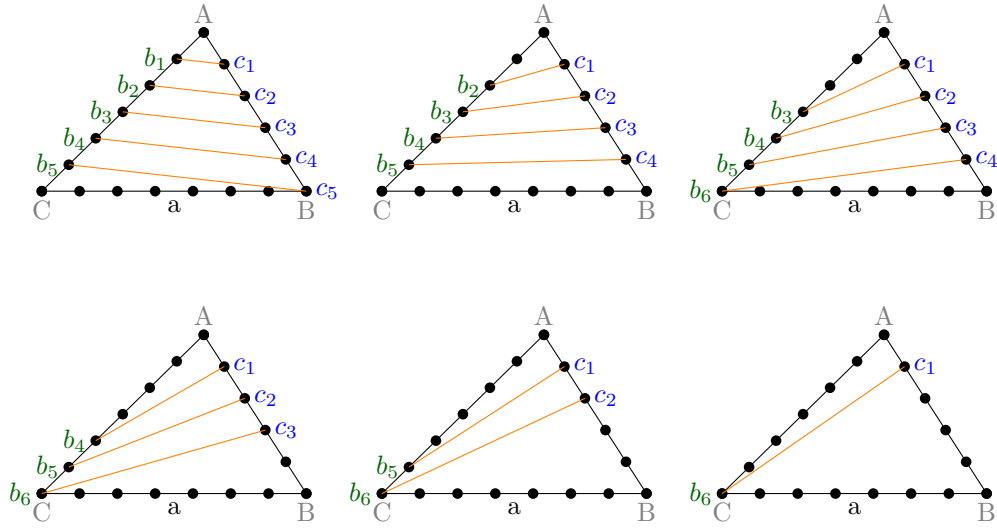 A A A
b₁ c₁ c₁ c₁
b₂ c₂ b₂ c₂ c₂
b₃ c₃ b₃ c₃ b₃ c₃
b₄ c₄ b₄ c₄ b₄ c₄
b₅ c₅ b₅ b₅ b₆
C a B C a B C a B
A A A
c₁ c₁ c₁
c₂ c₂
b₄ c₃
b₅ b₅
b₆ b₆ b₆
C a B C a B C a B